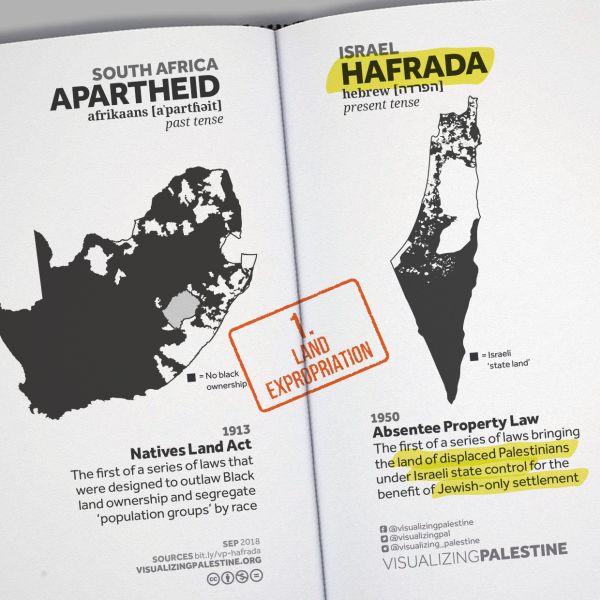 SOUTH AFRICA
APARTHEID
afrikaans [aˈpartɦəit]
past tense
= No black
ownership
1913
Natives Land Act
The first of a series of laws that
were designed to outlaw Black
land ownership and segregate
‘population groups’ by race
SEP 2018
SOURCES bit.ly/vp-hafrada
VISUALIZINGPALESTINE.ORG
1.
LAND
EXPROPRIATION
ISRAEL
HAFRADA
hebrew [הפרדה]
present tense
= Israeli
‘state land’
1950
Absentee Property Law
The first of a series of laws bringing
the land of displaced Palestinians
under Israeli state control for the
benefit of Jewish-only settlement
@visualizingpalestine
@visualizingpal
@visualizing_palestine
VISUALIZINGPALESTINE